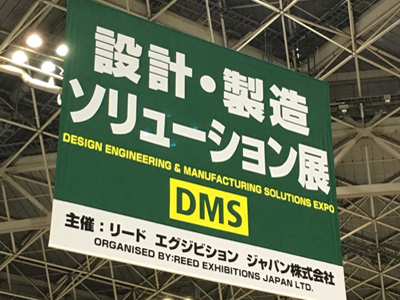 設計・製造
ソリューション展
DESIGN ENGINEERING & MANUFACTURING SOLUTIONS EXPO
DMS
主催：リード エグジビション ジャパン株式会社
ORGANISED BY:REED EXHIBITIONS JAPAN LTD.